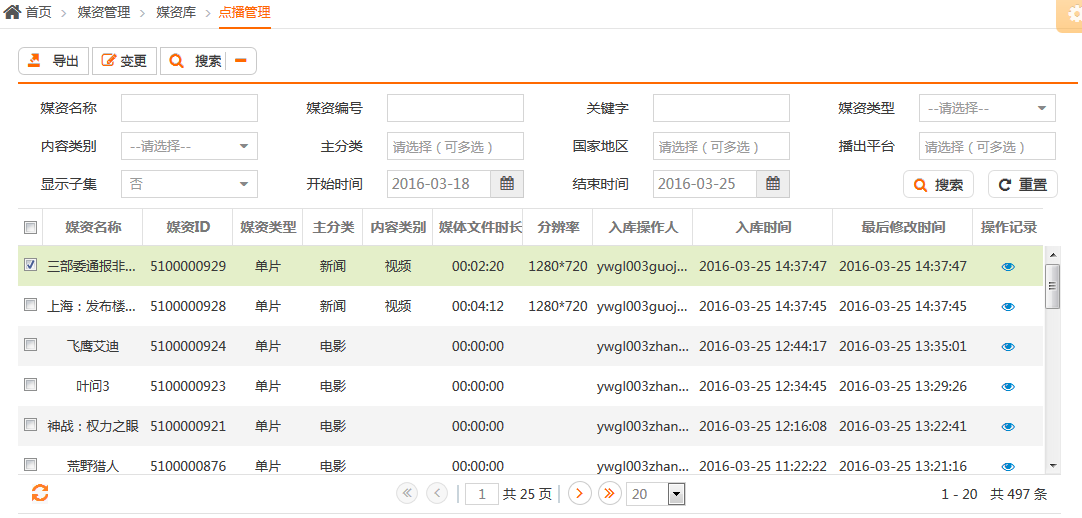 首页 媒资管理 媒资库 点播管理
导出 变更 搜索
媒资名称 媒资编号 关键字 媒资类型 --请选择--
内容类别 --请选择-- 主分类 请选择（可多选） 国家地区 请选择（可多选） 播出平台 请选择（可多选）
显示子集 否 开始时间 2016-03-18 结束时间 2016-03-25 搜索 重置
媒资名称 媒资ID 媒资类型 主分类 内容类别 媒体文件时长 分辨率 入库操作人 入库时间 最后修改时间 操作记录
三部委通报非... 5100000929 单片 新闻 视频 00:02:20 1280*720 ywgl003guoj... 2016-03-25 14:37:47 2016-03-25 14:37:47
上海：发布楼... 5100000928 单片 新闻 视频 00:04:12 1280*720 ywgl003guoj... 2016-03-25 14:37:45 2016-03-25 14:37:45
飞鹰艾迪 5100000924 单片 电影 00:00:00 ywgl003zhan... 2016-03-25 12:44:17 2016-03-25 13:35:01
叶问3 5100000923 单片 电影 00:00:00 ywgl003zhan... 2016-03-25 12:34:45 2016-03-25 13:29:26
神战：权力之眼 5100000921 单片 电影 00:00:00 ywgl003zhan... 2016-03-25 12:16:08 2016-03-25 13:22:41
荒野猎人 5100000876 单片 电影 00:00:00 ywgl003zhan... 2016-03-25 11:22:22 2016-03-25 13:21:16
1 共 25 页 20 1 - 20 共 497 条